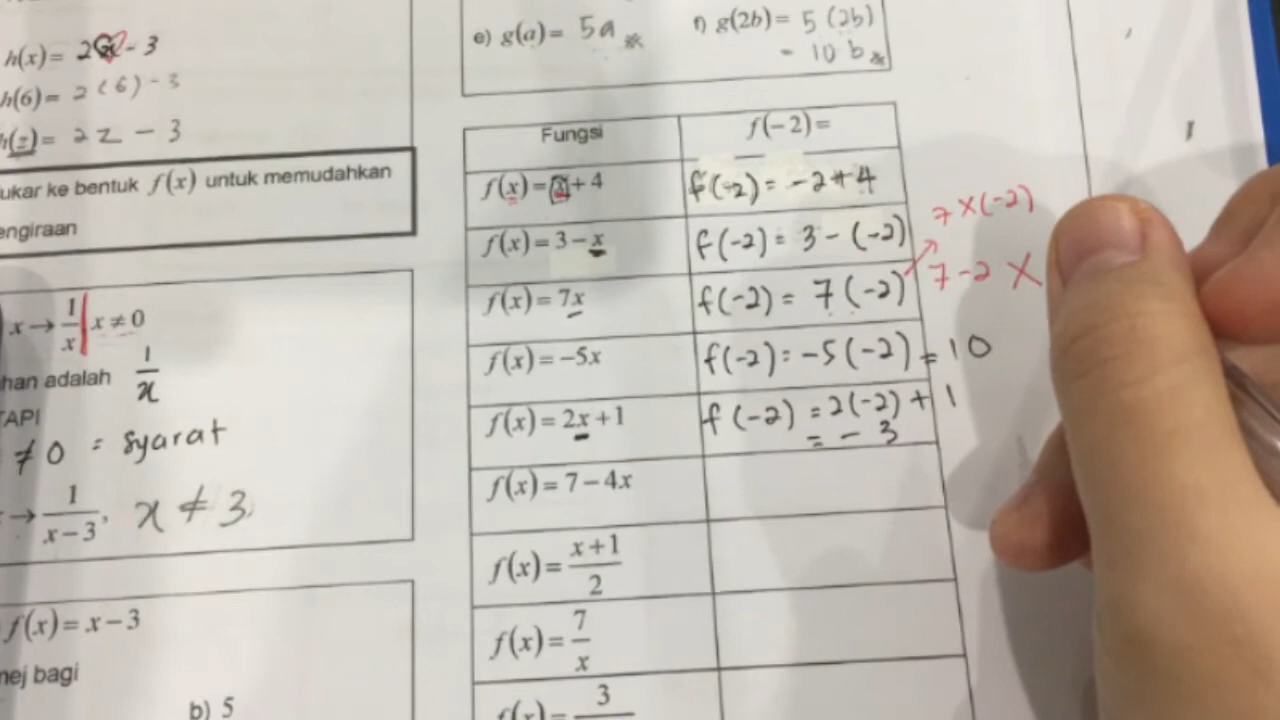 h(x)= 2x - 3
h(6)= 2(6) - 3
h(z)= 2z - 3
ukar ke bentuk f(x) untuk memudahkan
engiraan
x→ 1/x | x ≠ 0
han adalah 1/x
TAPI
≠0 = syarat
→ 1/(x-3), x ≠ 3
f(x)= x-3
nej bagi
b) 5
e) g(a)= 5a
f) g(2b)= 5(2b)
= 10b
Fungsi f(-2)=
f(x)=x+4 f(-2) = -2+4
f(x)=3-x f(-2) = 3-(-2)
f(x)=7x f(-2) = 7(-2)
7×(-2)
7-2 X
f(x)=-5x f(-2) = -5(-2) = 10
f(x)=2x+1 f(-2) = 2(-2)+1
= -3
f(x)=7-4x
f(x)= (x+1)/2
f(x)= 7/x
f(x)= 3